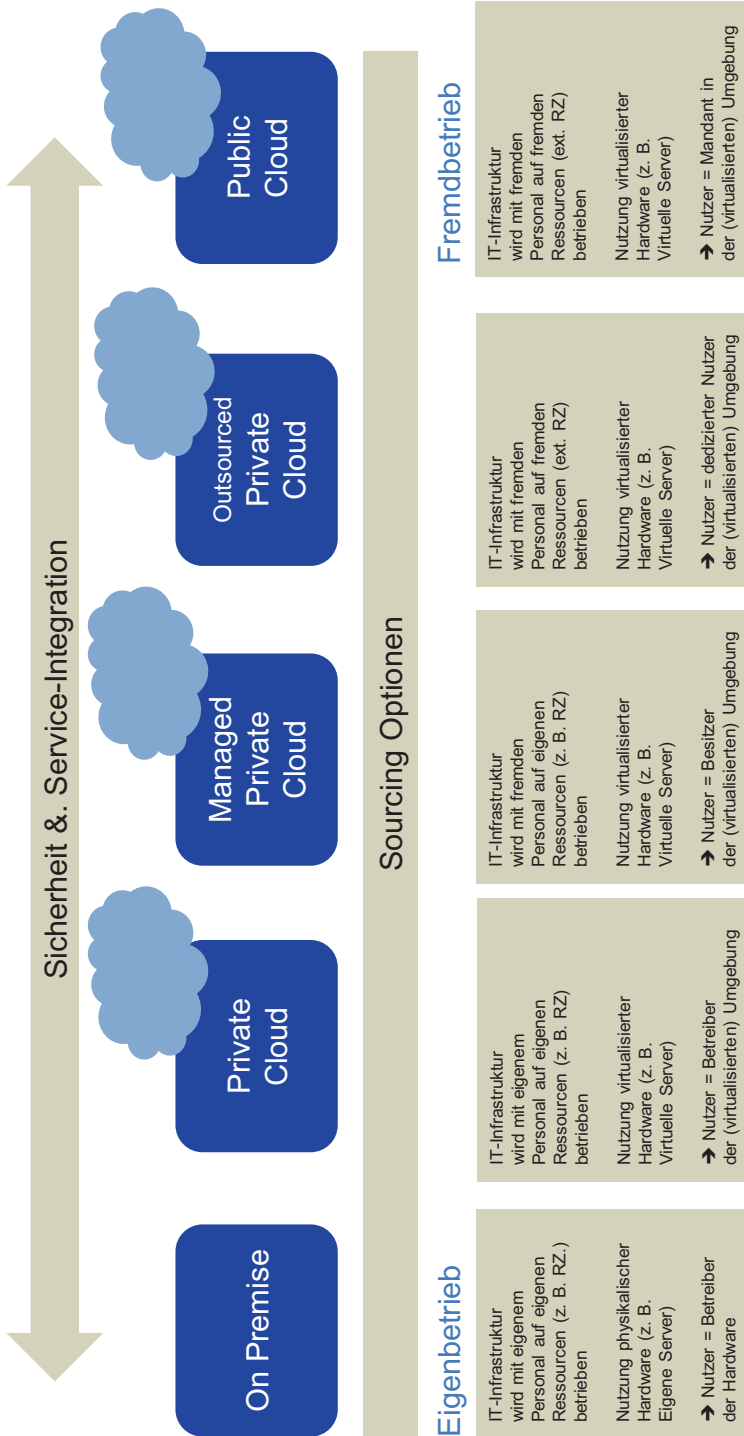 Sicherheit &. Service-Integration
On Premise
Private
Cloud
Managed
Private
Cloud
Outsourced
Private
Cloud
Public
Cloud
Sourcing Optionen
Eigenbetrieb
Fremdbetrieb
IT-Infrastruktur
wird mit eigenem
Personal auf eigenen
Ressourcen (z. B. RZ.)
betrieben
Nutzung physikalischer
Hardware (z. B.
Eigene Server)
➔ Nutzer = Betreiber
der Hardware
IT-Infrastruktur
wird mit eigenem
Personal auf eigenen
Ressourcen (z. B. RZ)
betrieben
Nutzung virtualisierter
Hardware (z. B.
Virtuelle Server)
➔ Nutzer = Betreiber
der (virtualisierten) Umgebung
IT-Infrastruktur
wird mit fremden
Personal auf eigenen
Ressourcen (z. B. RZ)
betrieben
Nutzung virtualisierter
Hardware (z. B.
Virtuelle Server)
➔ Nutzer = Besitzer
der (virtualisierten) Umgebung
IT-Infrastruktur
wird mit fremden
Personal auf fremden
Ressourcen (ext. RZ)
betrieben
Nutzung virtualisierter
Hardware (z. B.
Virtuelle Server)
➔ Nutzer = dedizierter Nutzer
der (virtualisierten) Umgebung
IT-Infrastruktur
wird mit fremden
Personal auf fremden
Ressourcen (ext. RZ)
betrieben
Nutzung virtualisierter
Hardware (z. B.
Virtuelle Server)
➔ Nutzer = Mandant in
der (virtualisierten) Umgebung